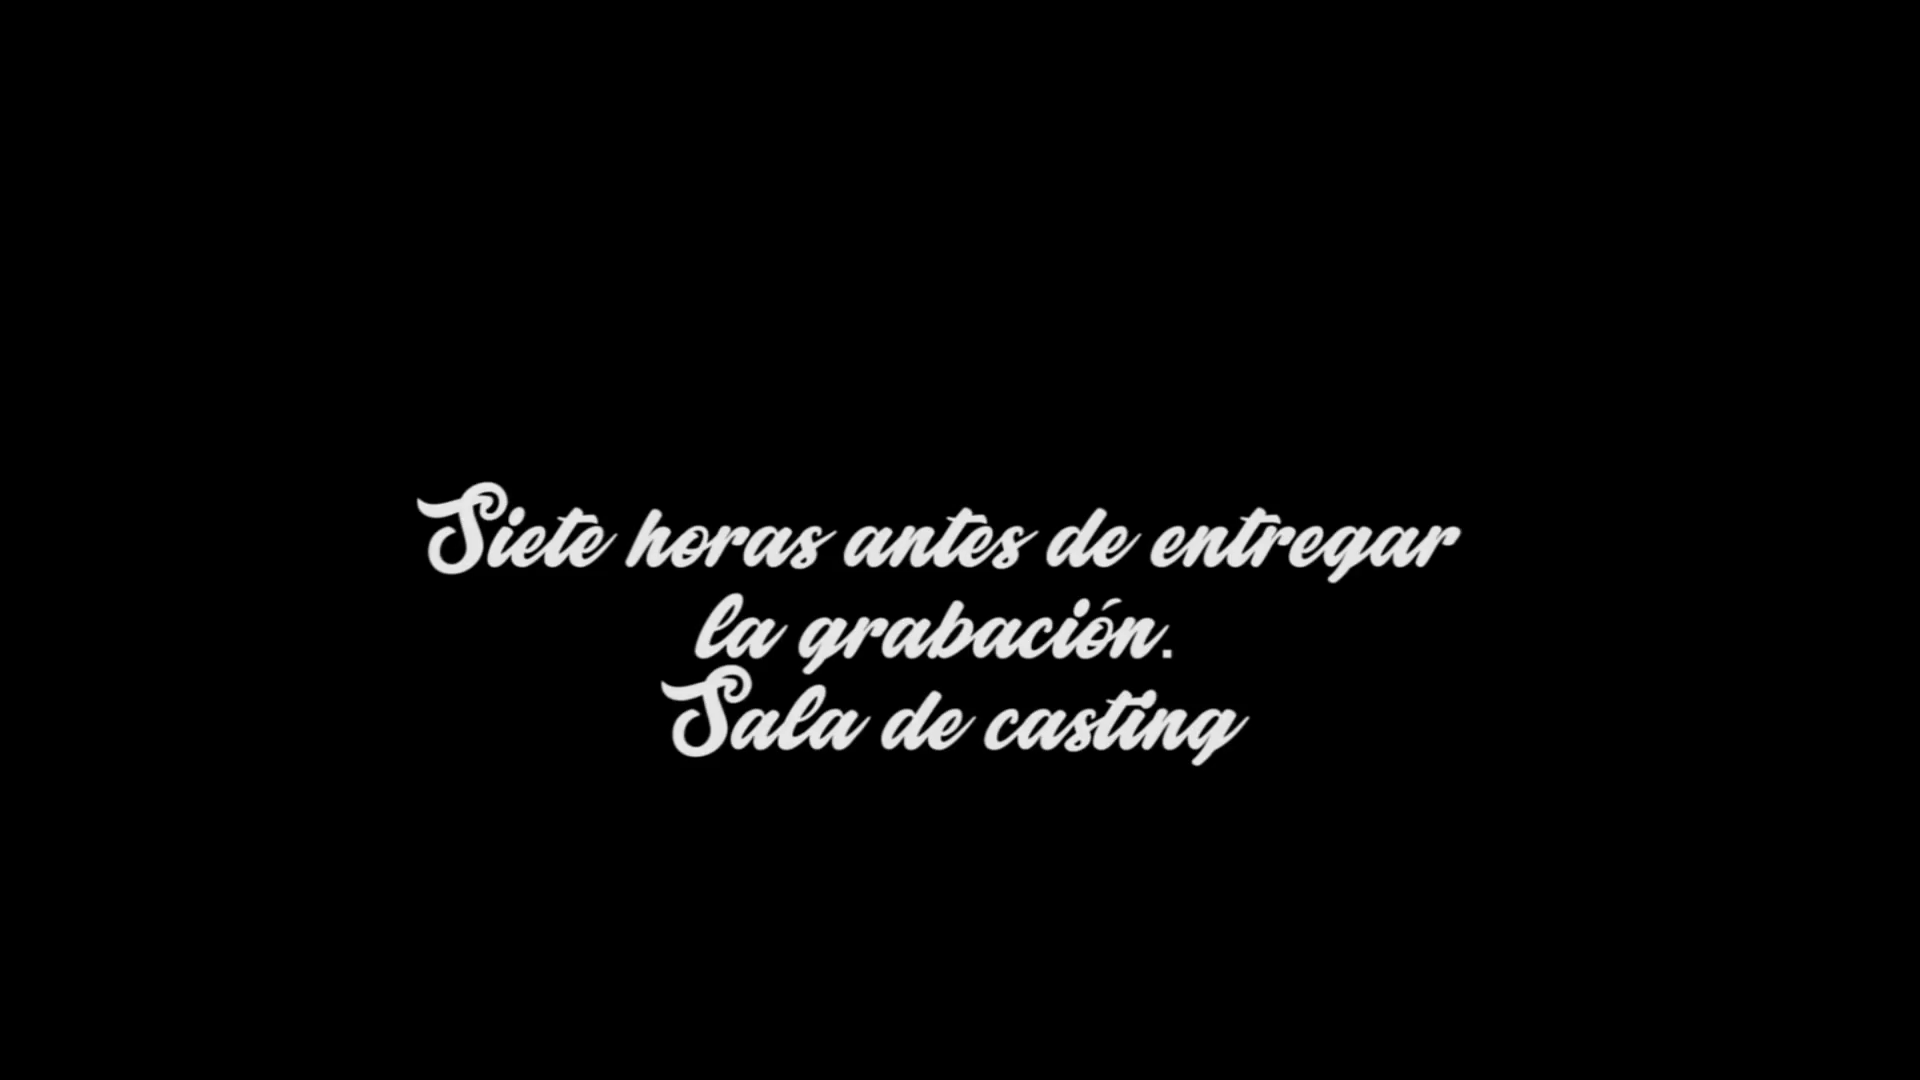 Siete horas antes de entregar
la grabación.
Sala de casting